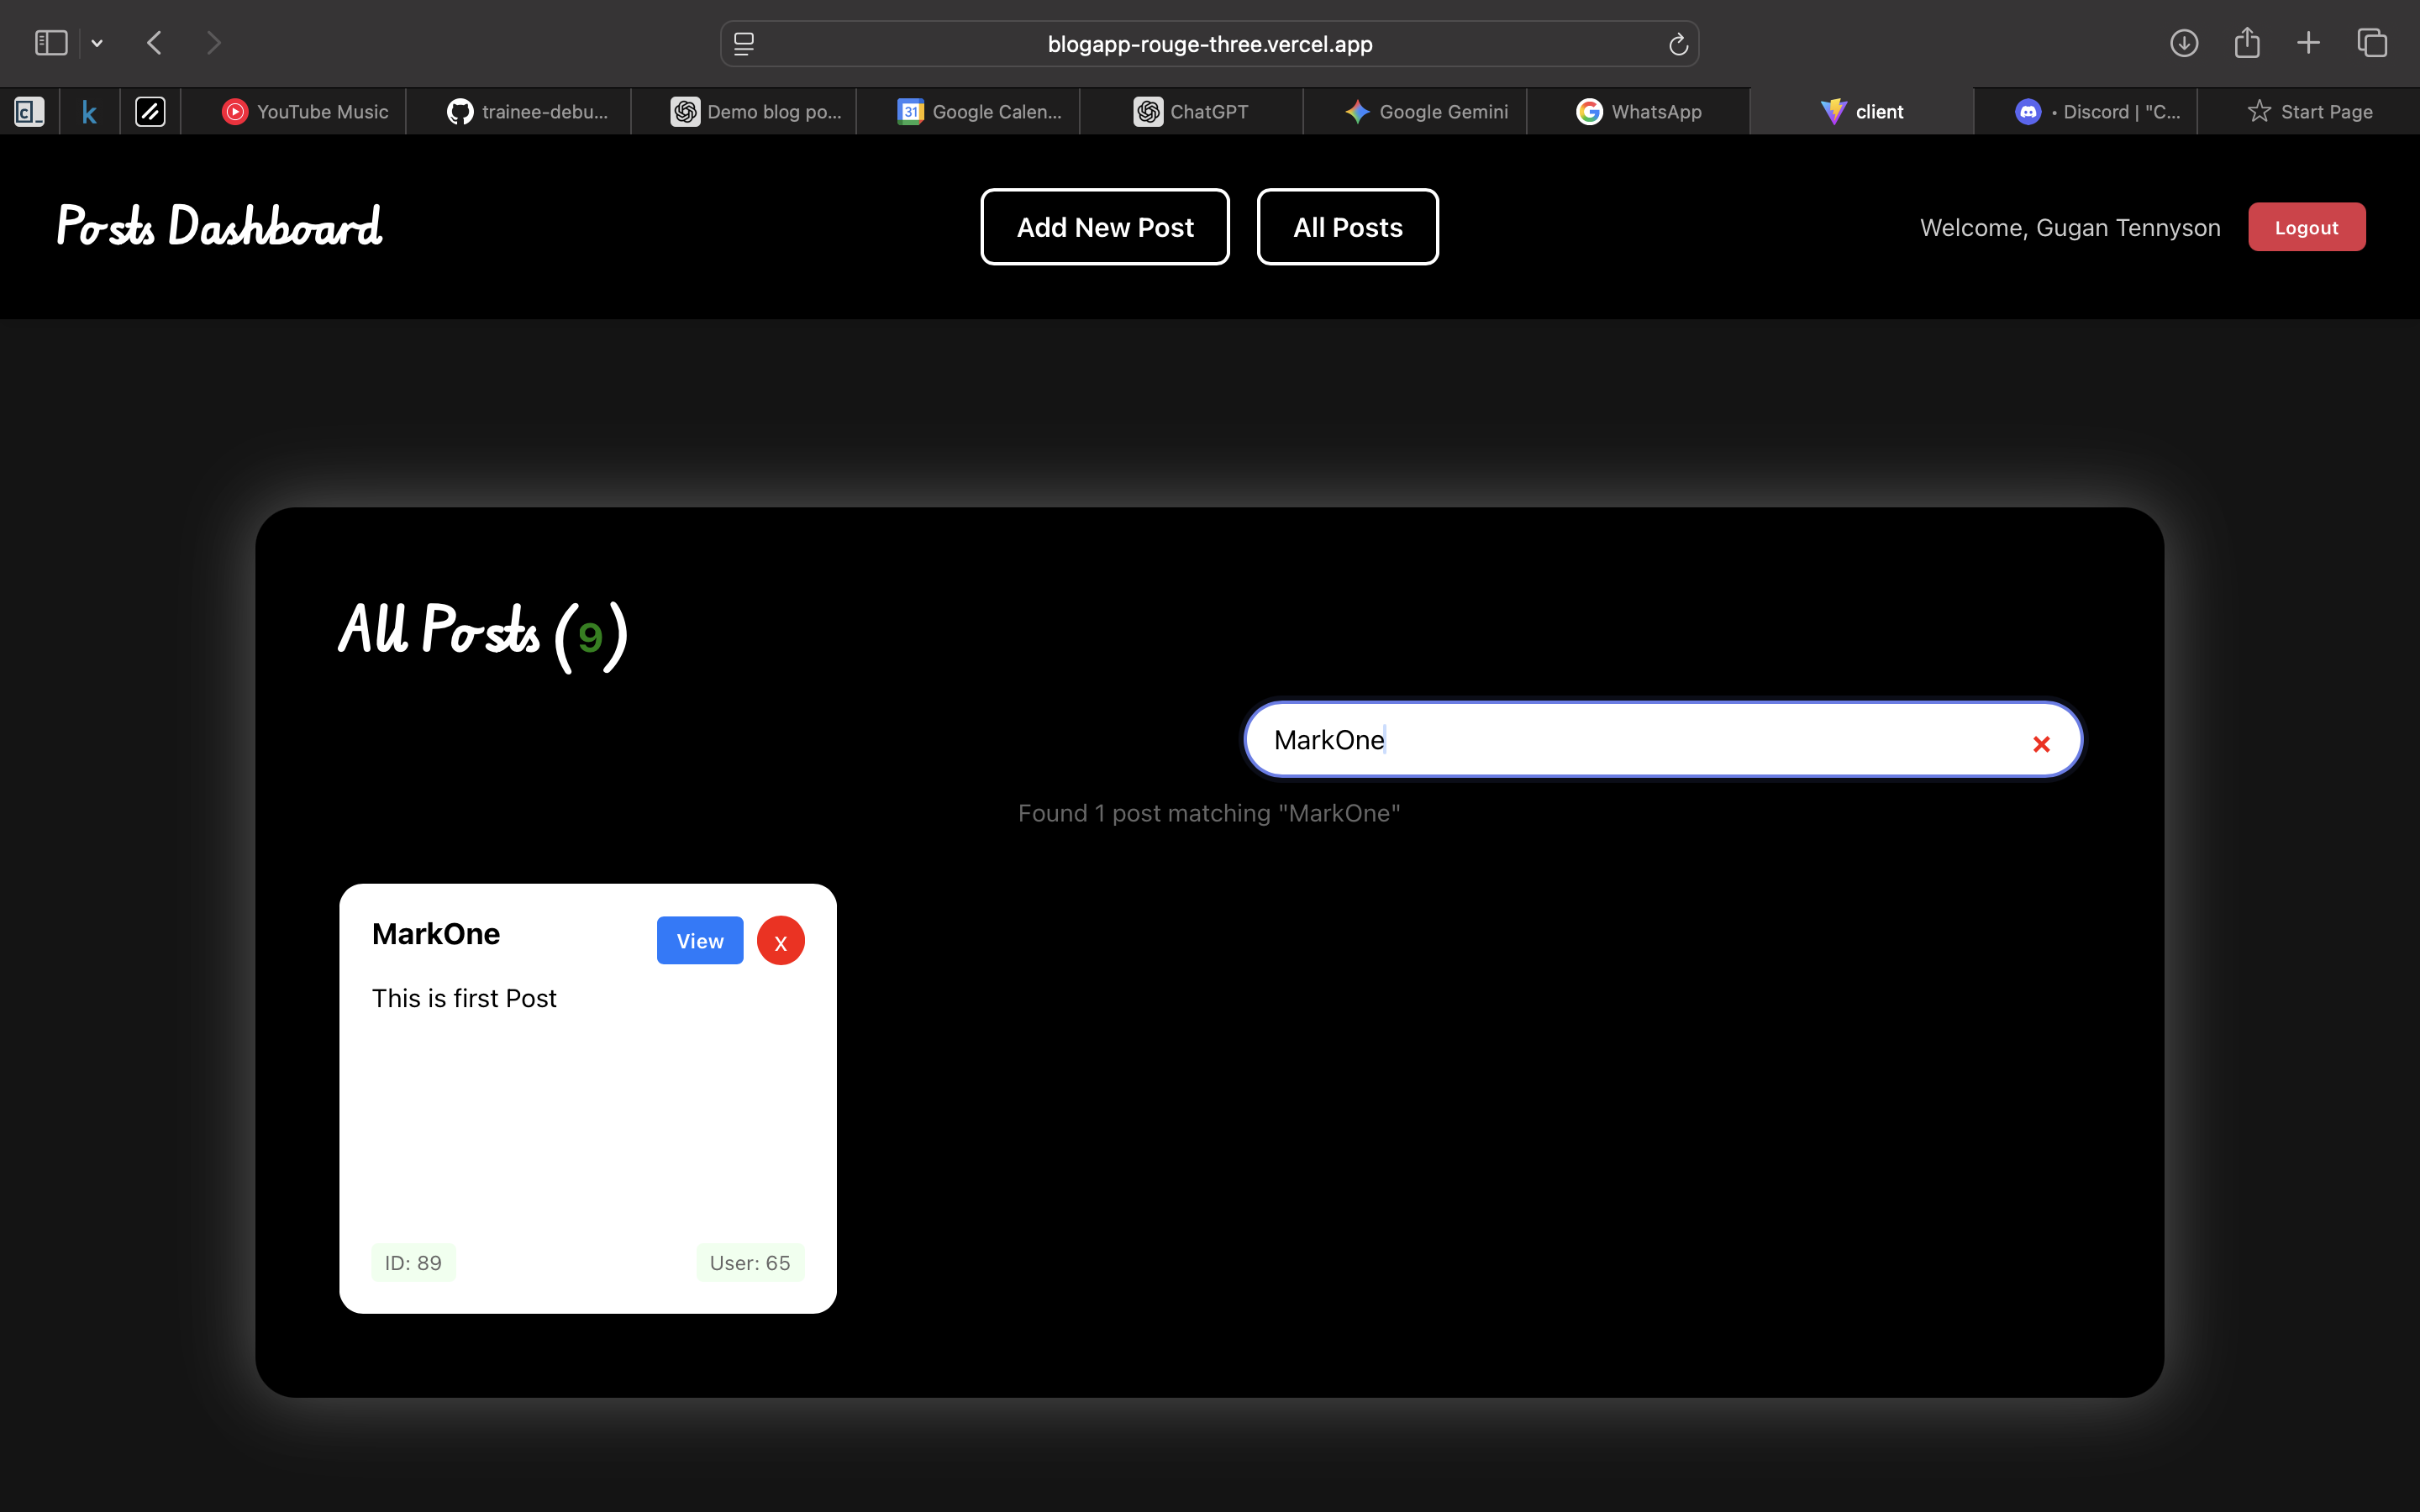 blogapp-rouge-three.vercel.app
YouTube Music
trainee-debu...
Demo blog po...
31
Google Calen...
ChatGPT
Google Gemini
WhatsApp
client
• Discord | "C...
Start Page
Posts Dashboard
Add New Post
All Posts
Welcome, Gugan Tennyson
Logout
All Posts (9)
MarkOne
Found 1 post matching "MarkOne"
MarkOne
View
x
This is first Post
ID: 89
User: 65